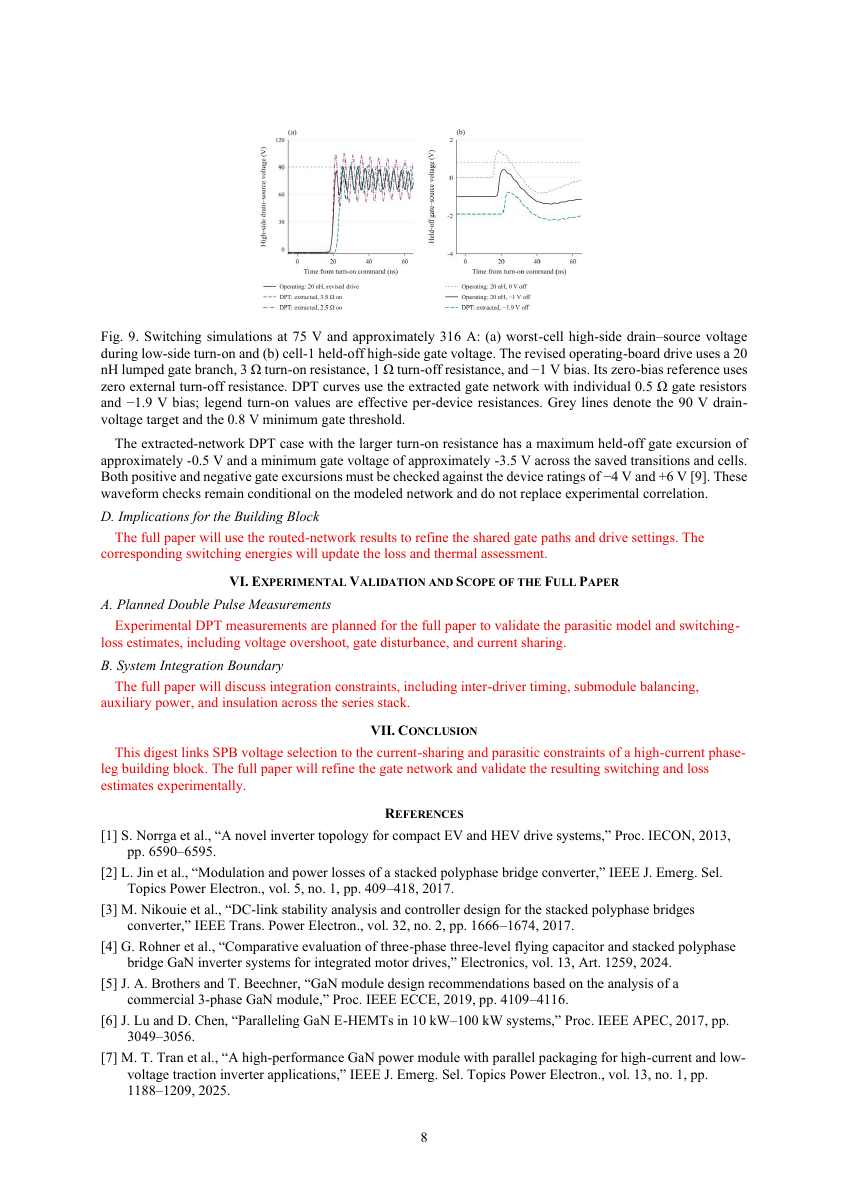 (a)
120
90
60
30
0
High-side drain–source voltage (V)
0 20 40 60
Time from turn-on command (ns)
Operating: 20 nH, revised drive
DPT: extracted, 3.5 Ω on
DPT: extracted, 2.5 Ω on
(b)
2
0
-2
-4
Held-off gate–source voltage (V)
0 20 40 60
Time from turn-on command (ns)
Operating: 20 nH, 0 V off
Operating: 20 nH, −1 V off
DPT: extracted, −1.9 V off
Fig. 9. Switching simulations at 75 V and approximately 316 A: (a) worst-cell high-side drain–source voltage
during low-side turn-on and (b) cell-1 held-off high-side gate voltage. The revised operating-board drive uses a 20
nH lumped gate branch, 3 Ω turn-on resistance, 1 Ω turn-off resistance, and −1 V bias. Its zero-bias reference uses
zero external turn-off resistance. DPT curves use the extracted gate network with individual 0.5 Ω gate resistors
and −1.9 V bias; legend turn-on values are effective per-device resistances. Grey lines denote the 90 V drain-
voltage target and the 0.8 V minimum gate threshold.
The extracted-network DPT case with the larger turn-on resistance has a maximum held-off gate excursion of
approximately -0.5 V and a minimum gate voltage of approximately -3.5 V across the saved transitions and cells.
Both positive and negative gate excursions must be checked against the device ratings of −4 V and +6 V [9]. These
waveform checks remain conditional on the modeled network and do not replace experimental correlation.
D. Implications for the Building Block
The full paper will use the routed-network results to refine the shared gate paths and drive settings. The
corresponding switching energies will update the loss and thermal assessment.
VI. EXPERIMENTAL VALIDATION AND SCOPE OF THE FULL PAPER
A. Planned Double Pulse Measurements
Experimental DPT measurements are planned for the full paper to validate the parasitic model and switching-
loss estimates, including voltage overshoot, gate disturbance, and current sharing.
B. System Integration Boundary
The full paper will discuss integration constraints, including inter-driver timing, submodule balancing,
auxiliary power, and insulation across the series stack.
VII. CONCLUSION
This digest links SPB voltage selection to the current-sharing and parasitic constraints of a high-current phase-
leg building block. The full paper will refine the gate network and validate the resulting switching and loss
estimates experimentally.
REFERENCES
[1] S. Norrga et al., “A novel inverter topology for compact EV and HEV drive systems,” Proc. IECON, 2013,
pp. 6590–6595.
[2] L. Jin et al., “Modulation and power losses of a stacked polyphase bridge converter,” IEEE J. Emerg. Sel.
Topics Power Electron., vol. 5, no. 1, pp. 409–418, 2017.
[3] M. Nikouie et al., “DC-link stability analysis and controller design for the stacked polyphase bridges
converter,” IEEE Trans. Power Electron., vol. 32, no. 2, pp. 1666–1674, 2017.
[4] G. Rohner et al., “Comparative evaluation of three-phase three-level flying capacitor and stacked polyphase
bridge GaN inverter systems for integrated motor drives,” Electronics, vol. 13, Art. 1259, 2024.
[5] J. A. Brothers and T. Beechner, “GaN module design recommendations based on the analysis of a
commercial 3-phase GaN module,” Proc. IEEE ECCE, 2019, pp. 4109–4116.
[6] J. Lu and D. Chen, “Paralleling GaN E-HEMTs in 10 kW–100 kW systems,” Proc. IEEE APEC, 2017, pp.
3049–3056.
[7] M. T. Tran et al., “A high-performance GaN power module with parallel packaging for high-current and low-
voltage traction inverter applications,” IEEE J. Emerg. Sel. Topics Power Electron., vol. 13, no. 1, pp.
1188–1209, 2025.
8